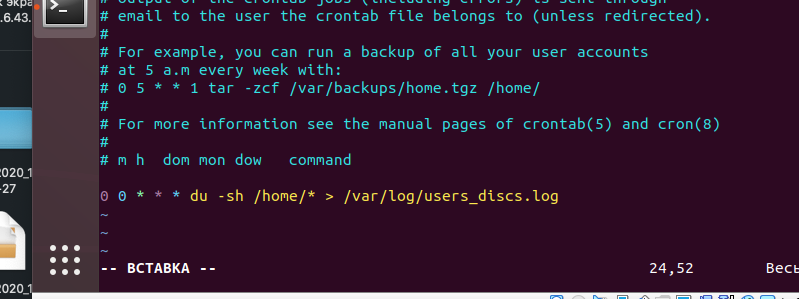 экра
.6.43.
>_
# output of the crontab jobs (including errors) is sent through
# email to the user the crontab file belongs to (unless redirected).
#
# For example, you can run a backup of all your user accounts
# at 5 a.m every week with:
# 0 5 * * 1 tar -zcf /var/backups/home.tgz /home/
#
# For more information see the manual pages of crontab(5) and cron(8)
#
# m h  dom mon dow   command
0 0 * * * du -sh /home/* > /var/log/users_discs.log
~
~
~
-- ВСТАВКА --
24,52
Весь
2020_1
-27
2020_1